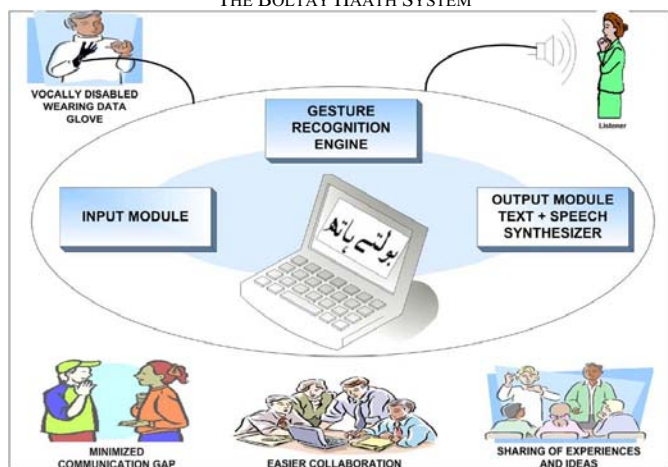 THE BOLTAY HAATH SYSTEM
VOCALLY DISABLED
WEARING DATA
GLOVE
Listener
GESTURE
RECOGNITION
ENGINE
INPUT MODULE
OUTPUT MODULE
TEXT + SPEECH
SYNTHESIZER
بولتے ہاتھ
MINIMIZED
COMMUNICATION GAP
EASIER COLLABORATION
SHARING OF EXPERIENCES
AND IDEAS